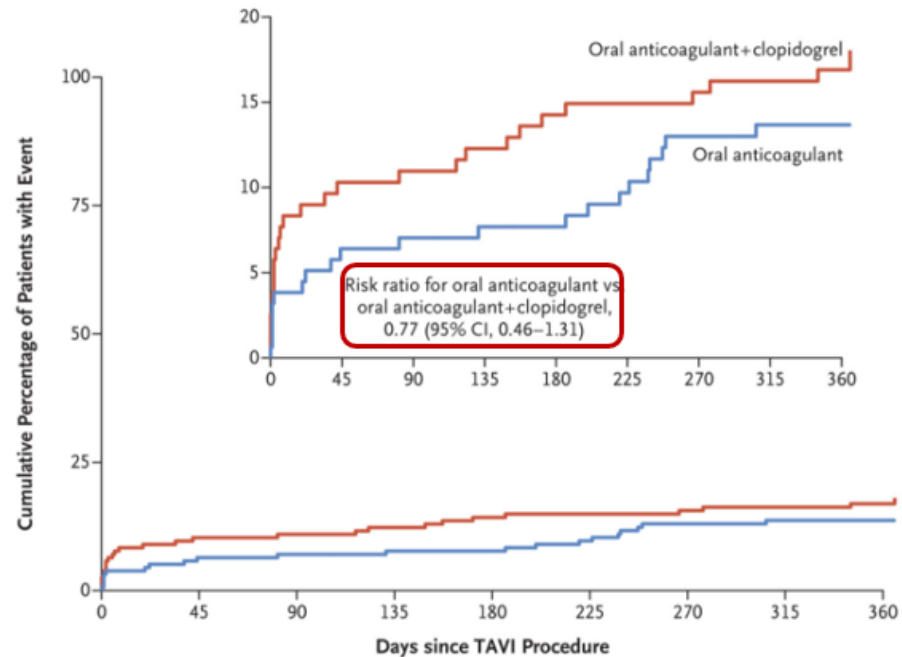 20
15
10
5
0
Oral anticoagulant+clopidogrel
Oral anticoagulant
Risk ratio for oral anticoagulant vs
oral anticoagulant+clopidogrel,
0.77 (95% CI, 0.46–1.31)
0 45 90 135 180 225 270 315 360
Cumulative Percentage of Patients with Event
100
75
50
25
0
0 45 90 135 180 225 270 315 360
Days since TAVI Procedure